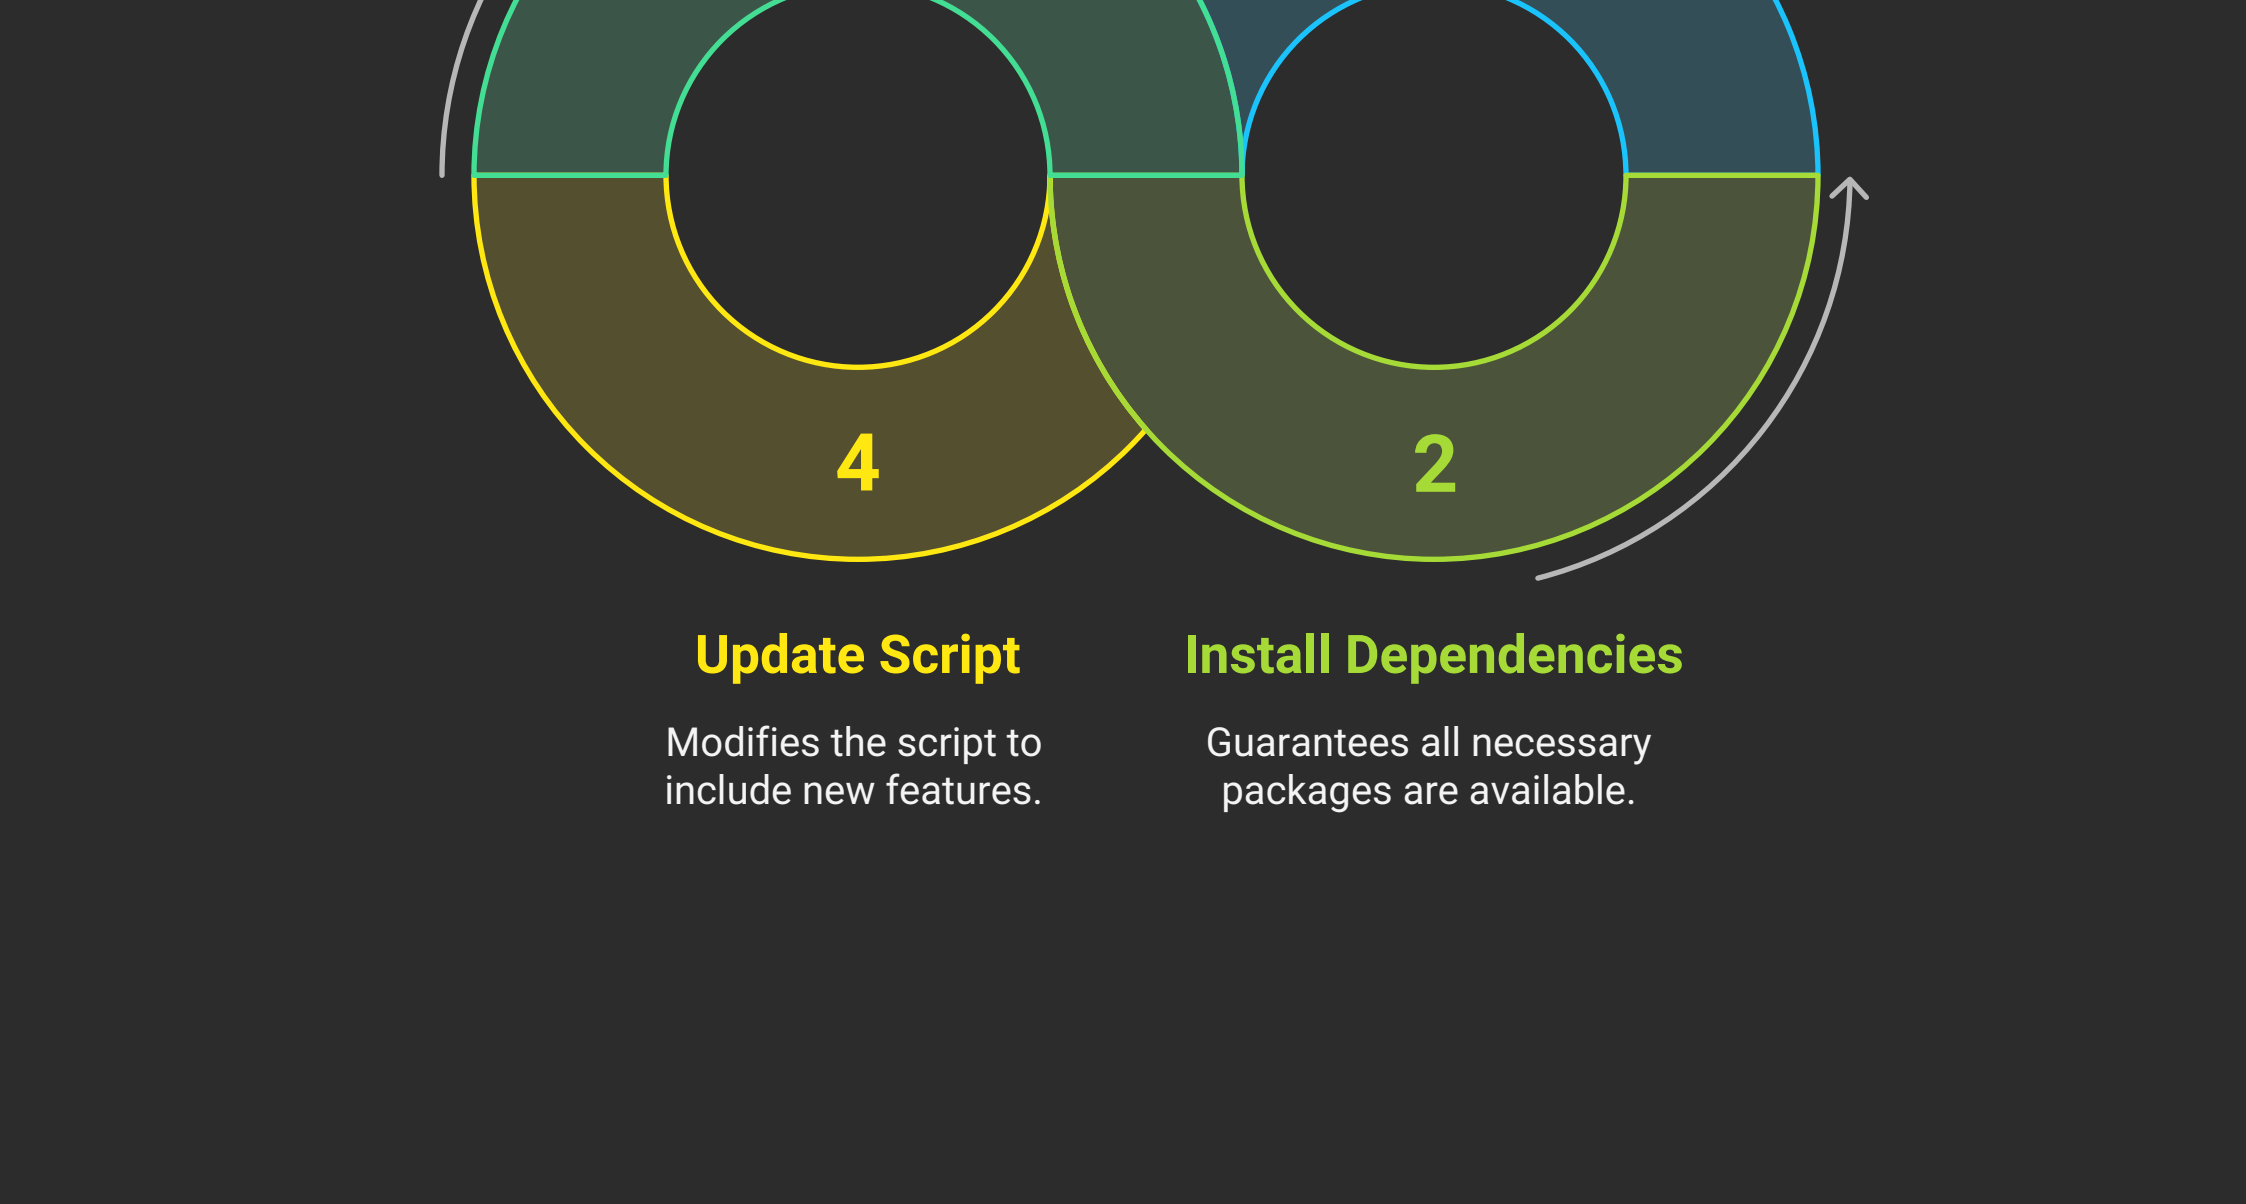 4
2
Update Script
Modifies the script to
include new features.
Install Dependencies
Guarantees all necessary
packages are available.